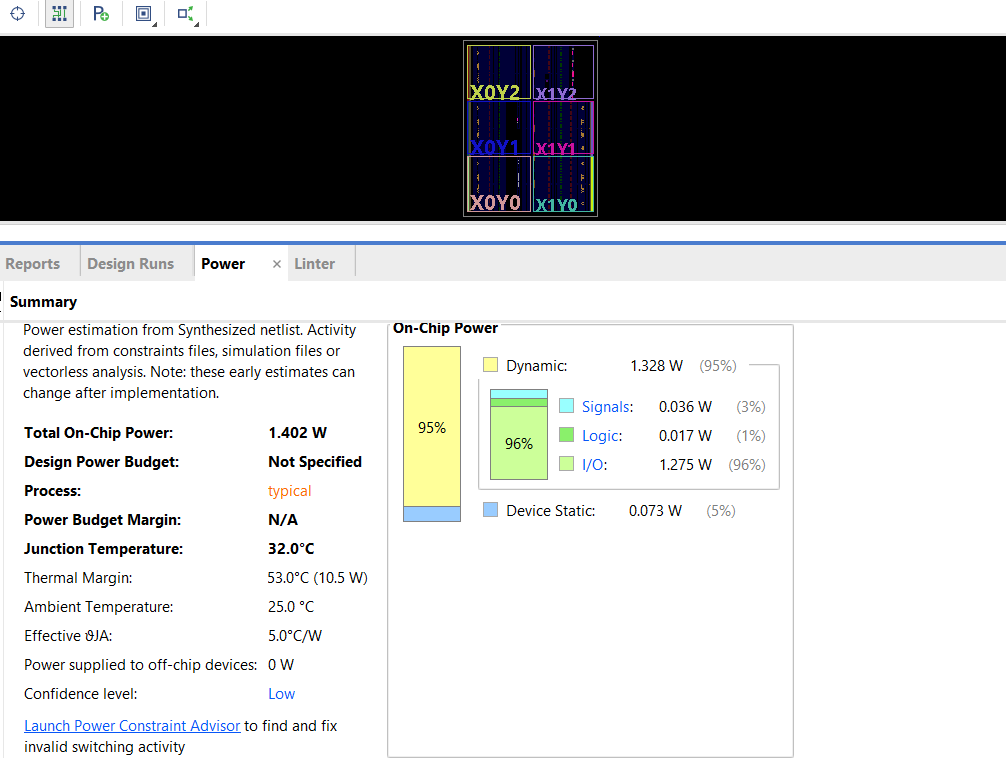 X0Y2
X1Y2
X0Y1
X1Y1
X0Y0
X1Y0
Reports
Design Runs
Power
Linter
Summary
Power estimation from Synthesized netlist. Activity
derived from constraints files, simulation files or
vectorless analysis. Note: these early estimates can
change after implementation.
Total On-Chip Power: 1.402 W
Design Power Budget: Not Specified
Process: typical
Power Budget Margin: N/A
Junction Temperature: 32.0°C
Thermal Margin: 53.0°C (10.5 W)
Ambient Temperature: 25.0 °C
Effective ϑJA: 5.0°C/W
Power supplied to off-chip devices: 0 W
Confidence level: Low
Launch Power Constraint Advisor to find and fix
invalid switching activity
On-Chip Power
95%
Dynamic: 1.328 W (95%)
96%
Signals: 0.036 W (3%)
Logic: 0.017 W (1%)
I/O: 1.275 W (96%)
Device Static: 0.073 W (5%)